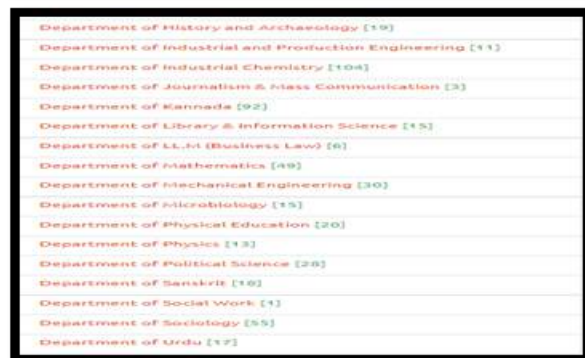 Department of History and Archaeology [19]
Department of Industrial and Production Engineering [11]
Department of Industrial Chemistry [104]
Department of Journalism & Mass Communication [3]
Department of Kannada [92]
Department of Library & Information Science [15]
Department of LL.M (Business Law) [6]
Department of Mathematics [49]
Department of Mechanical Engineering [30]
Department of Microbiology [15]
Department of Physical Education [20]
Department of Physics [13]
Department of Political Science [28]
Department of Sanskrit
Department of Social Work [1]
Department of Sociology [55]
Department of Urdu [17]